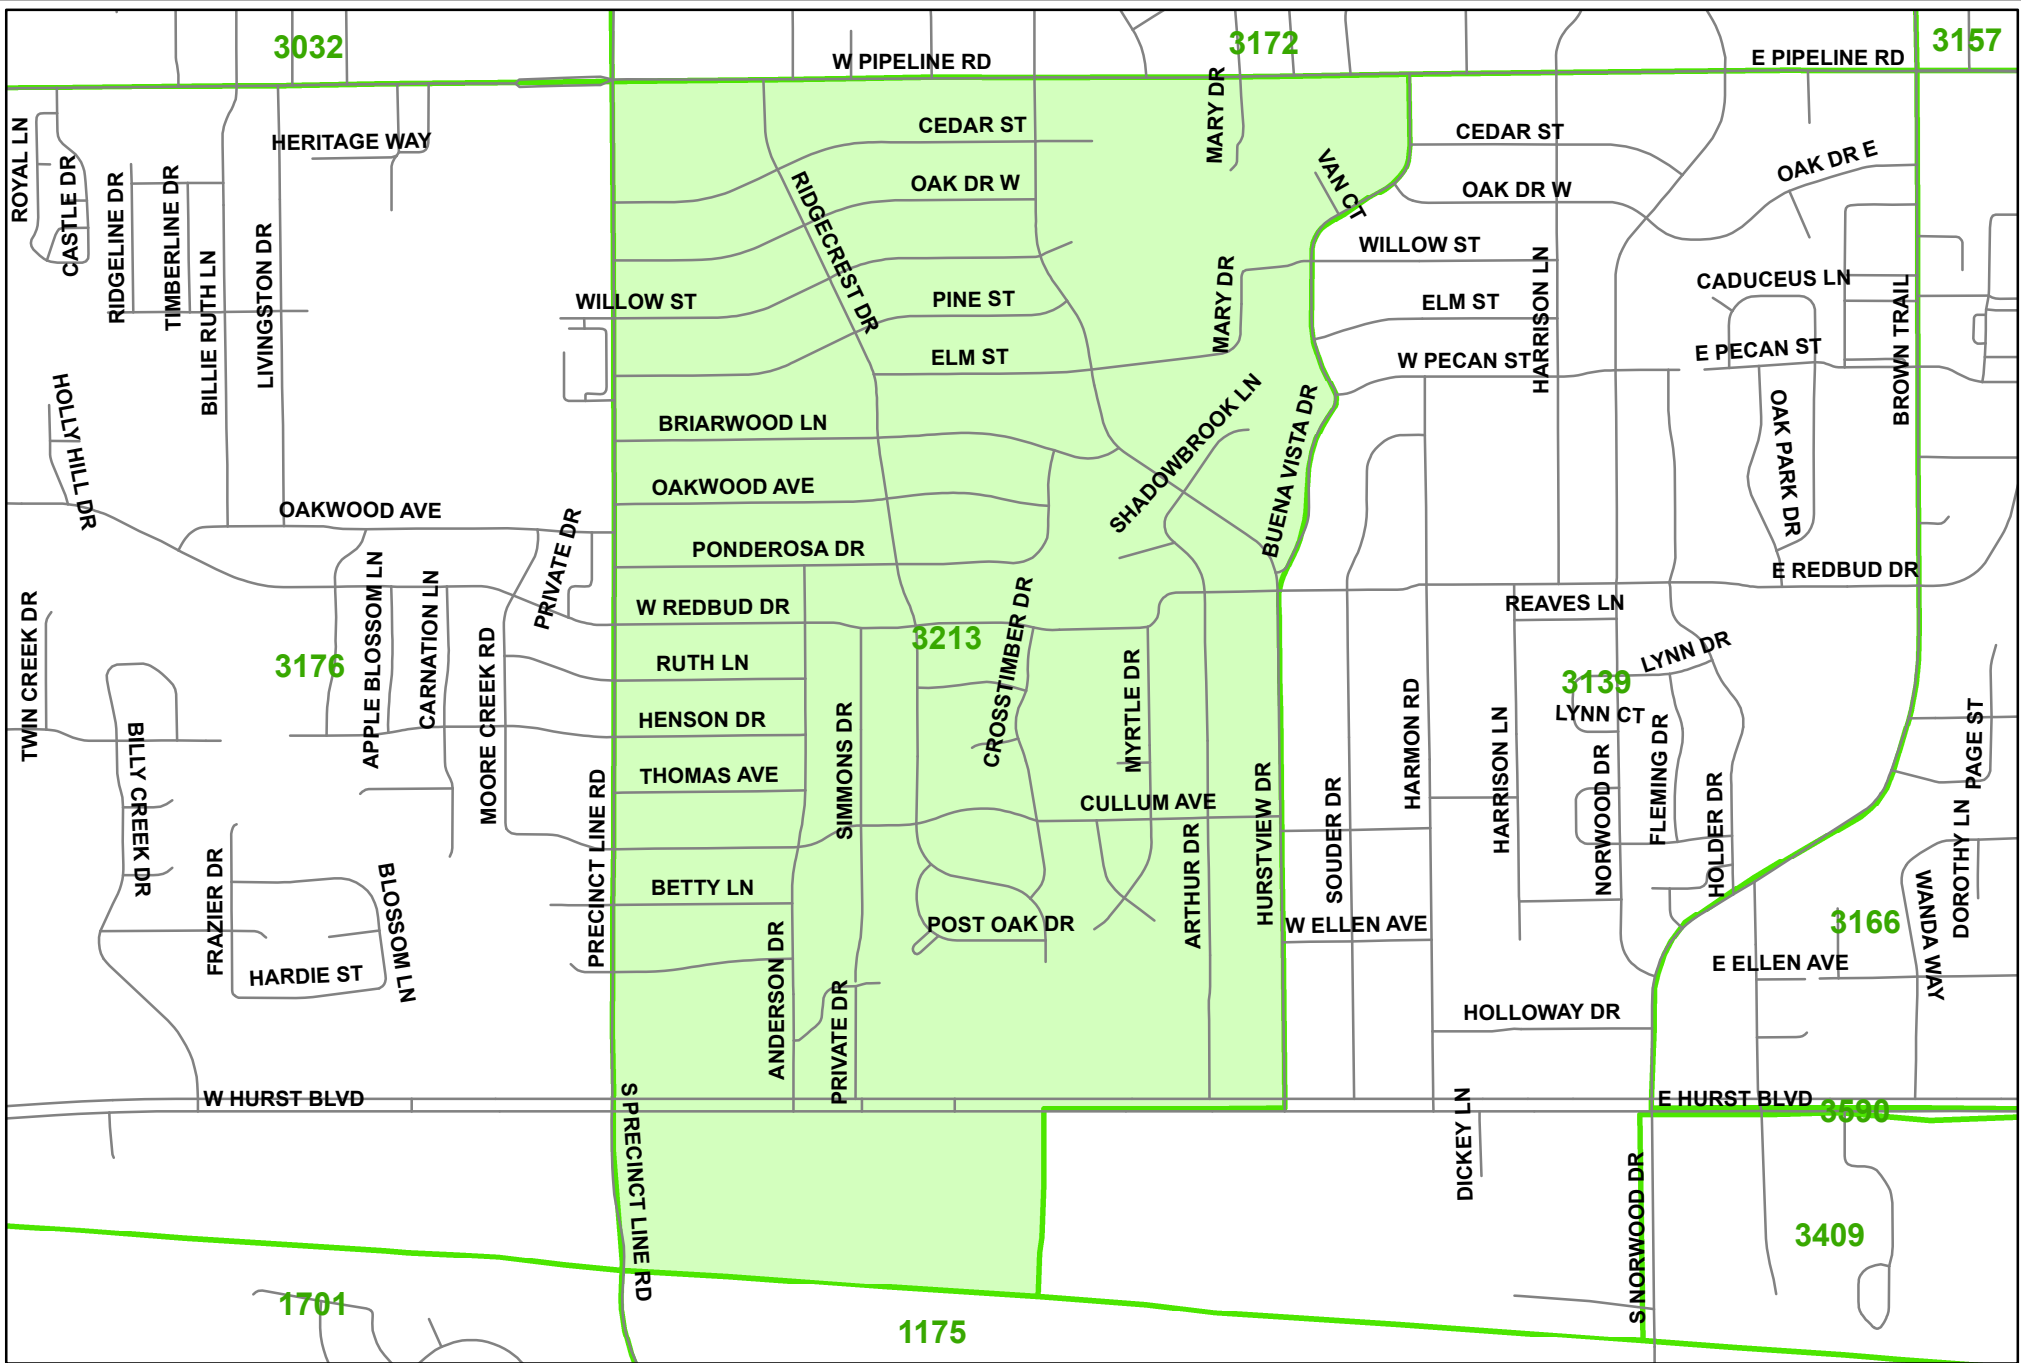 3032
3172
3157
W PIPELINE RD
E PIPELINE RD
ROYAL LN
CASTLE DR
HERITAGE WAY
CEDAR ST
MARY DR
CEDAR ST
OAK DR E
RIDGELINE DR
TIMBERLINE DR
BILLIE RUTH LN
LIVINGSTON DR
RIDGECREST DR
OAK DR W
VAN CT
OAK DR W
WILLOW ST
WILLOW ST
PINE ST
MARY DR
ELM ST
HARRISON LN
CADUCEUS LN
BROWN TRAIL
ELM ST
W PECAN ST
E PECAN ST
HOLLY HILL DR
BRIARWOOD LN
SHADOWBROOK LN
BUENA VISTA DR
OAK PARK DR
OAKWOOD AVE
OAKWOOD AVE
PRIVATE DR
PONDEROSA DR
E REDBUD DR
TWIN CREEK DR
APPLE BLOSSOM LN
CARNATION LN
MOORE CREEK RD
W REDBUD DR
3213
CROSSTIMBER DR
REAVES LN
3176
RUTH LN
MYRTLE DR
LYNN DR
3139
LYNN CT
HENSON DR
SIMMONS DR
HARMON RD
HARRISON LN
FLEMING DR
PAGE ST
BILLY CREEK DR
THOMAS AVE
PRECINCT LINE RD
CULLUM AVE
HURSTVIEW DR
SOUDER DR
NORWOOD DR
HOLDER DR
DOROTHY LN
FRAZIER DR
BLOSSOM LN
BETTY LN
POST OAK DR
ARTHUR DR
W ELLEN AVE
3166
WANDA WAY
HARDIE ST
ANDERSON DR
PRIVATE DR
E ELLEN AVE
HOLLOWAY DR
W HURST BLVD
S PRECINCT LINE RD
DICKEY LN
E HURST BLVD
3590
S NORWOOD DR
3409
1701
1175